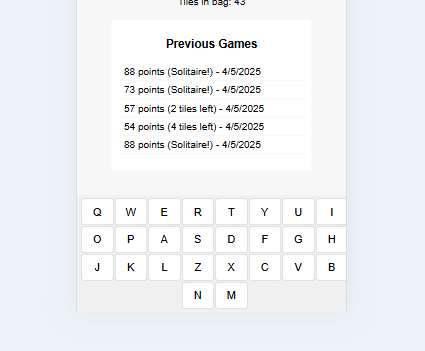 Tiles in bag: 43
Previous Games
88 points (Solitaire!) - 4/5/2025
73 points (Solitaire!) - 4/5/2025
57 points (2 tiles left) - 4/5/2025
54 points (4 tiles left) - 4/5/2025
88 points (Solitaire!) - 4/5/2025
Q W E R T Y U I
O P A S D F G H
J K L Z X C V B
N M